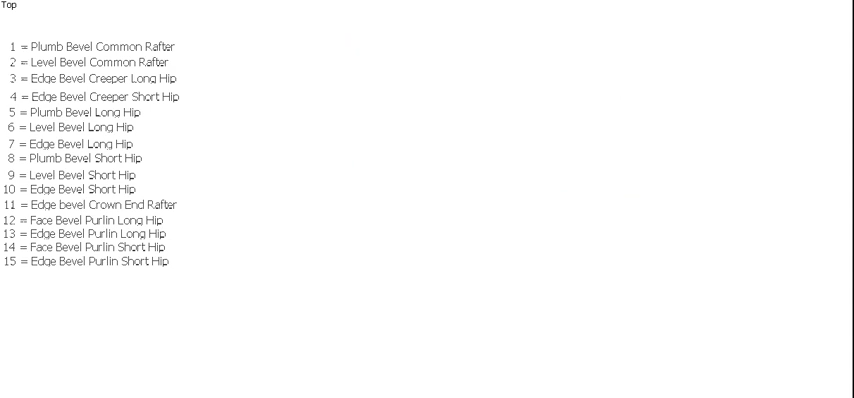 Top
1 = Plumb Bevel Common Rafter
2 = Level Bevel Common Rafter
3 = Edge Bevel Creeper Long Hip
4 = Edge Bevel Creeper Short Hip
5 = Plumb Bevel Long Hip
6 = Level Bevel Long Hip
7 = Edge Bevel Long Hip
8 = Plumb Bevel Short Hip
9 = Level Bevel Short Hip
10 = Edge Bevel Short Hip
11 = Edge bevel Crown End Rafter
12 = Face Bevel Purlin Long Hip
13 = Edge Bevel Purlin Long Hip
14 = Face Bevel Purlin Short Hip
15 = Edge Bevel Purlin Short Hip